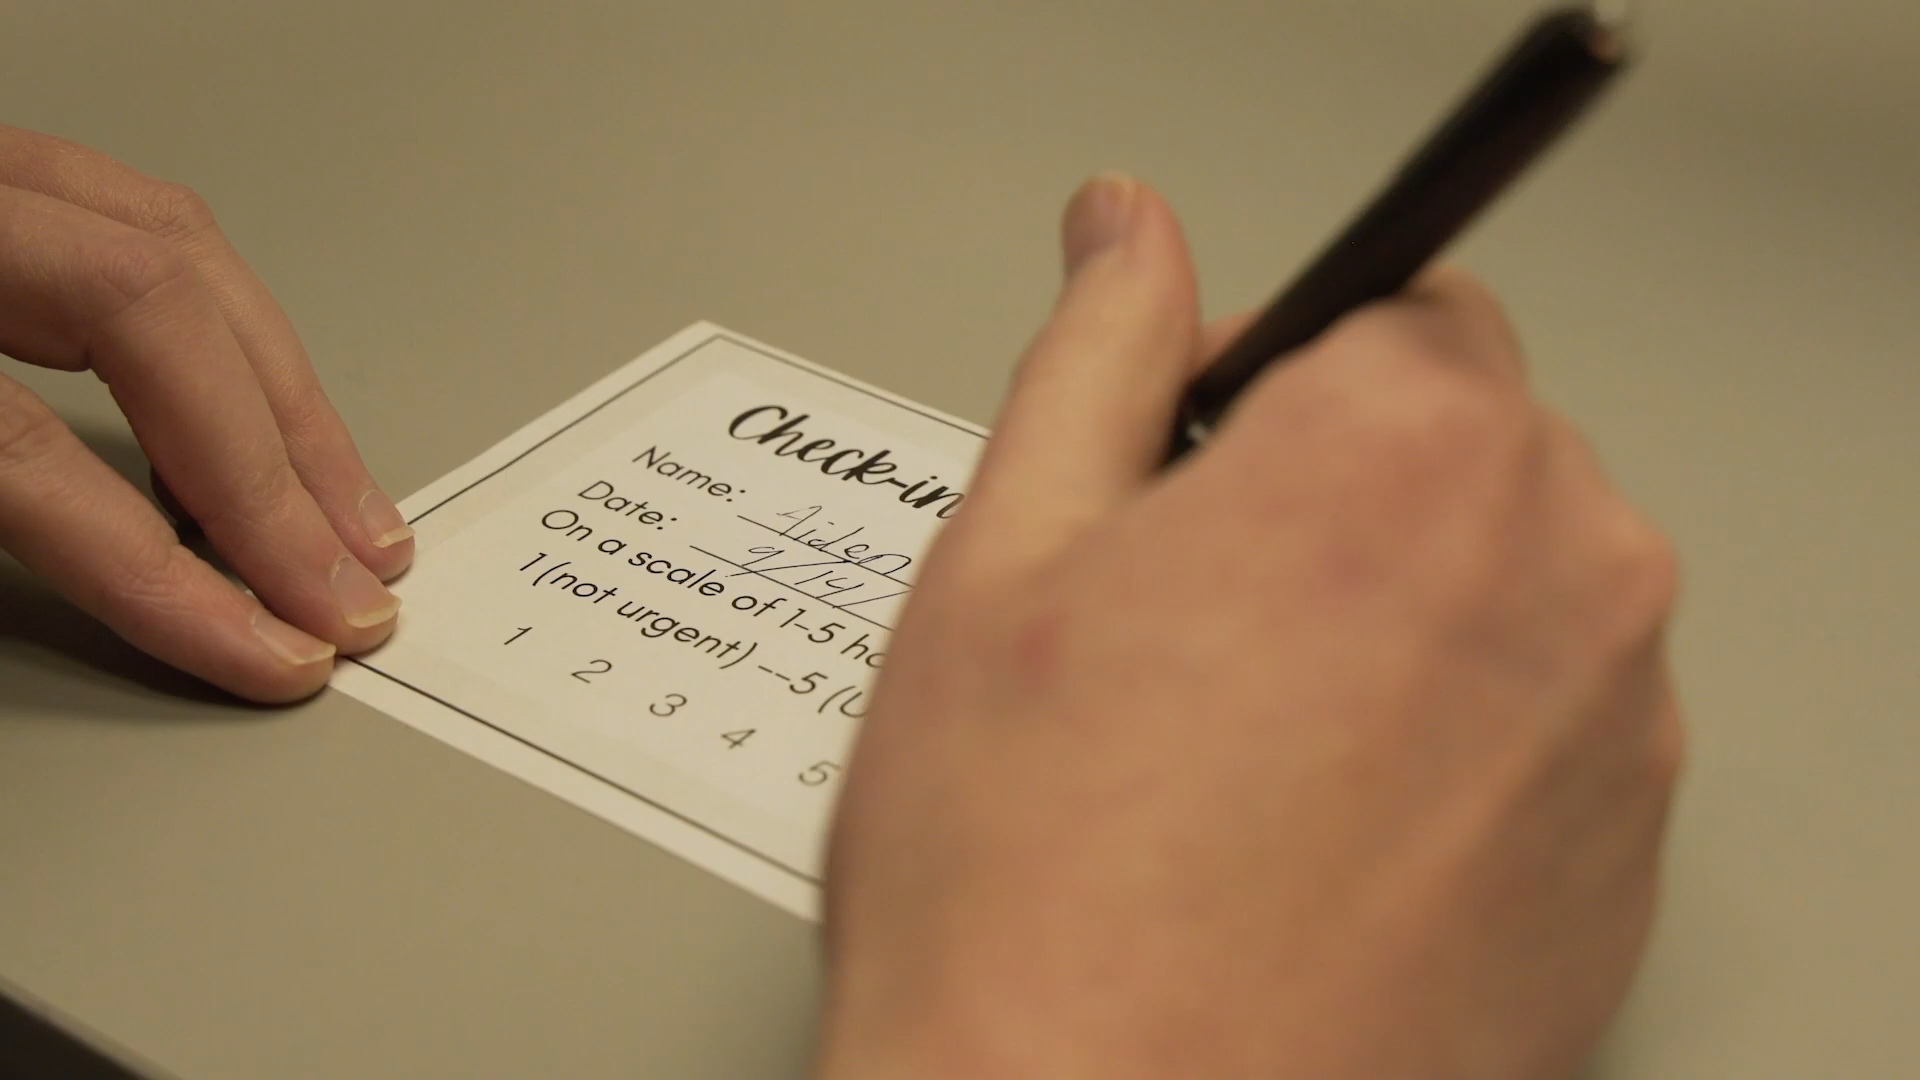 Check-in
Name: Aiden
Date: 9/14/
On a scale of 1-5
1 (not urgent) --5
1 2 3 4 5